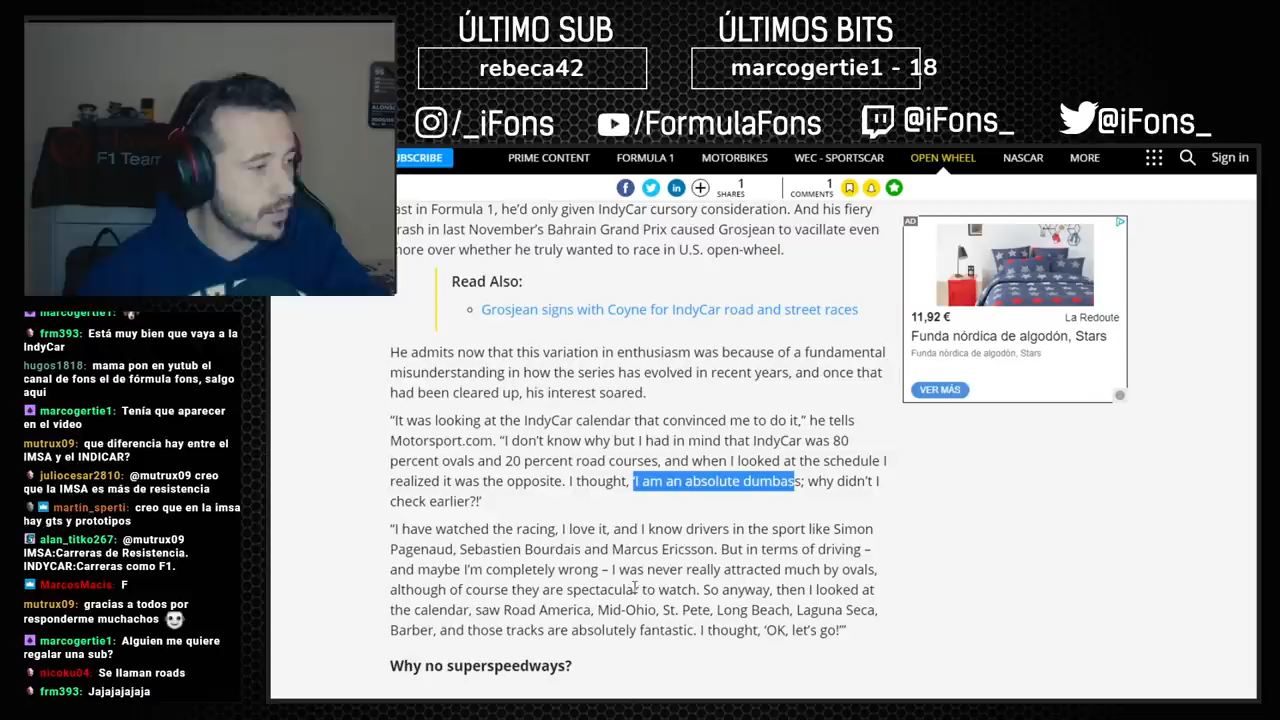 ÚLTIMO SUB
rebeca42
ÚLTIMOS BITS
marcogertie1 - 18
/_iFons
/FormulaFons
@iFons_
@iFons_
F1 Team
UBSCRIBE
PRIME CONTENT
FORMULA 1
MOTORBIKES
WEC - SPORTSCAR
OPEN WHEEL
NASCAR
MORE
Sign in
1
SHARES
COMMENTS
1
ast in Formula 1, he'd only given IndyCar cursory consideration. And his fiery
rash in last November's Bahrain Grand Prix caused Grosjean to vacillate even
more over whether he truly wanted to race in U.S. open-wheel.
Read Also:
Grosjean signs with Coyne for IndyCar road and street races
He admits now that this variation in enthusiasm was because of a fundamental
misunderstanding in how the series has evolved in recent years, and once that
had been cleared up, his interest soared.
“It was looking at the IndyCar calendar that convinced me to do it,” he tells
Motorsport.com. “I don’t know why but I had in mind that IndyCar was 80
percent ovals and 20 percent road courses, and when I looked at the schedule I
realized it was the opposite. I thought, ‘I am an absolute dumbass; why didn’t I
check earlier?!’
“I have watched the racing, I love it, and I know drivers in the sport like Simon
Pagenaud, Sebastien Bourdais and Marcus Ericsson. But in terms of driving –
and maybe I’m completely wrong – I was never really attracted much by ovals,
although of course they are spectacular to watch. So anyway, then I looked at
the calendar, saw Road America, Mid-Ohio, St. Pete, Long Beach, Laguna Seca,
Barber, and those tracks are absolutely fantastic. I thought, ‘OK, let’s go!’”
Why no superspeedways?
AD
11,92 €
La Redoute
Funda nórdica de algodón, Stars
Funda nórdica de algodón, Stars
VER MÁS
marcogertie1:
frm393: Está muy bien que vaya a la
IndyCar
hugos1818: mama pon en yutub el
canal de fons el de fórmula fons, salgo
aqui
marcogertie1: Tenía que aparecer
en el video
mutrux09: que diferencia hay entre el
IMSA y el INDICAR?
juliocesar2810: @mutrux09 creo
que la IMSA es más de resistencia
martin_sperti: creo que en la imsa
hay gts y prototipos
alan_titko267: @mutrux09
IMSA:Carreras de Resistencia.
INDYCAR:Carreras como F1.
MarcosMacis: F
mutrux09: gracias a todos por
responderme muchachos
marcogertie1: Alguien me quiere
regalar una sub?
nicoku04: Se llaman roads
frm393: Jajajajajaja